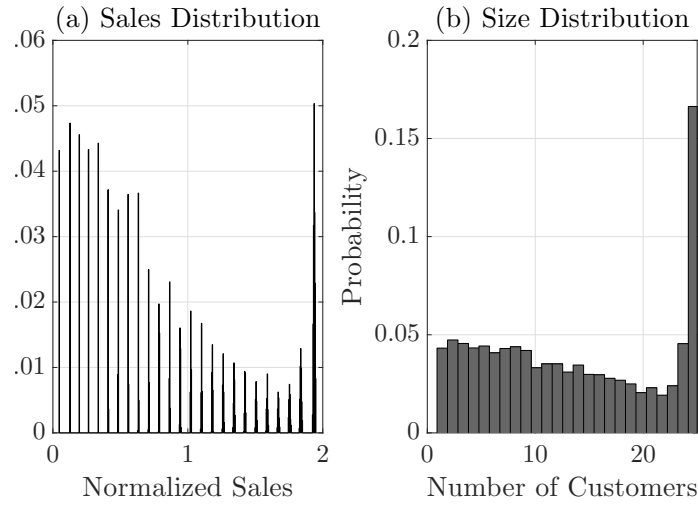 (a) Sales Distribution
.06
.05
.04
.03
.02
.01
0
0 1 2
Normalized Sales
(b) Size Distribution
Probability
0.2
0.15
0.1
0.05
0
0 10 20
Number of Customers